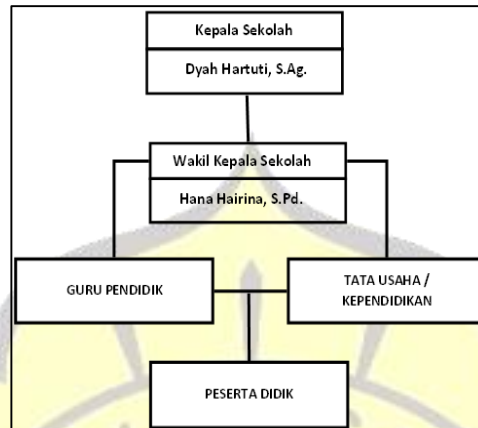 Kepala Sekolah
Dyah Hartuti, S.Ag.
Wakil Kepala Sekolah
Hana Hairina, S.Pd.
GURU PENDIDIK
TATA USAHA /
KEPENDIDIKAN
PESERTA DIDIK